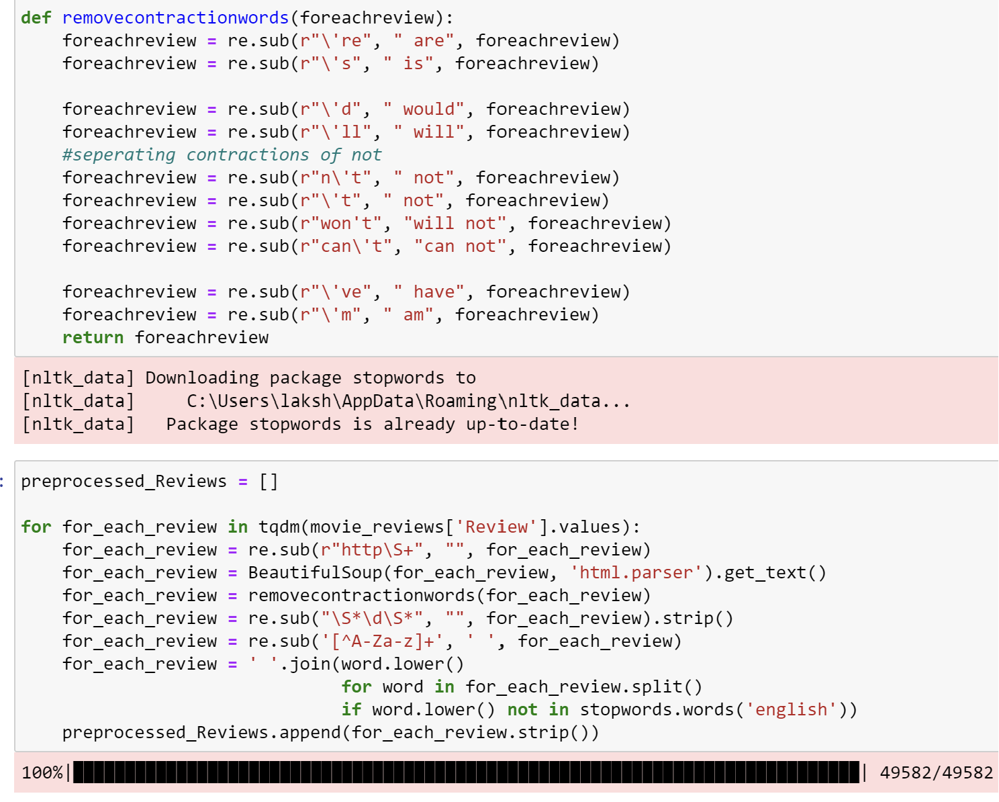 def removecontractionwords(foreachreview):
    foreachreview = re.sub(r"\'re", " are", foreachreview)
    foreachreview = re.sub(r"\'s", " is", foreachreview)
    foreachreview = re.sub(r"\'d", " would", foreachreview)
    foreachreview = re.sub(r"\'ll", " will", foreachreview)
    #seperating contractions of not
    foreachreview = re.sub(r"n\'t", " not", foreachreview)
    foreachreview = re.sub(r"\'t", " not", foreachreview)
    foreachreview = re.sub(r"won't", "will not", foreachreview)
    foreachreview = re.sub(r"can\'t", "can not", foreachreview)
    foreachreview = re.sub(r"\'ve", " have", foreachreview)
    foreachreview = re.sub(r"\'m", " am", foreachreview)
    return foreachreview
[nltk_data] Downloading package stopwords to
[nltk_data]     C:\Users\laksh\AppData\Roaming\nltk_data...
[nltk_data]   Package stopwords is already up-to-date!
: preprocessed_Reviews = []
for for_each_review in tqdm(movie_reviews['Review'].values):
    for_each_review = re.sub(r"http\S+", "", for_each_review)
    for_each_review = BeautifulSoup(for_each_review, 'html.parser').get_text()
    for_each_review = removecontractionwords(for_each_review)
    for_each_review = re.sub("\S*\d\S*", "", for_each_review).strip()
    for_each_review = re.sub('[^A-Za-z]+', ' ', for_each_review)
    for_each_review = ' '.join(word.lower()
                               for word in for_each_review.split()
                               if word.lower() not in stopwords.words('english'))
    preprocessed_Reviews.append(for_each_review.strip())
100%| | 49582/49582